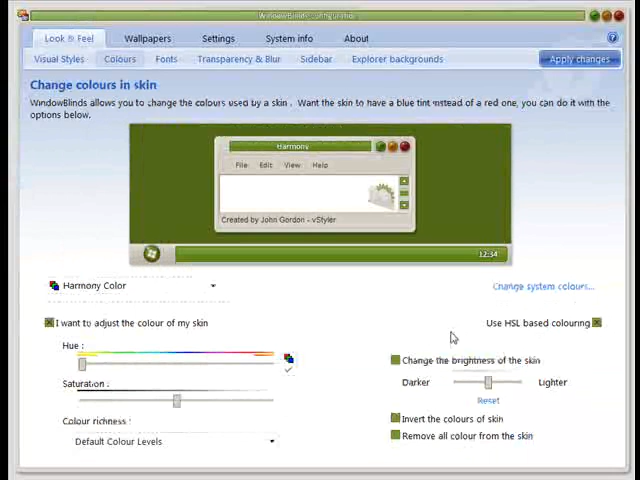 WindowBlinds Configuration
Look & Feel Wallpapers Settings System info About
Visual Styles Colours Fonts Transparency & Blur Sidebar Explorer backgrounds Apply changes
Change colours in skin
WindowBlinds allows you to change the colours used by a skin. Want the skin to have a blue tint instead of a red one, you can do it with the
options below.
Harmony
File Edit View Help
Created by John Gordon - vStyler
12:34
Harmony Color Change system colours...
I want to adjust the colour of my skin Use HSL based colouring
Hue :
Change the brightness of the skin
Saturation : Darker Lighter
Reset
Colour richness : Invert the colours of skin
Default Colour Levels Remove all colour from the skin